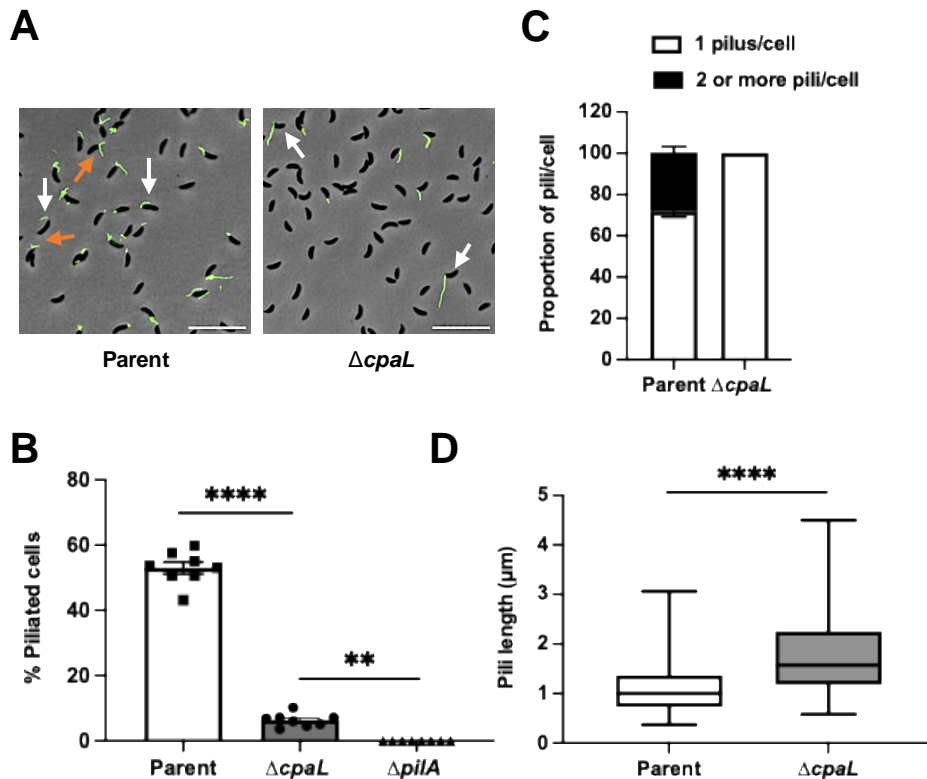 A
Parent
ΔcpaL
C
1 pilus/cell
2 or more pili/cell
Proportion of pili/cell
120
100
80
60
40
20
0
Parent ΔcpaL
B
% Piliated cells
80
60
40
20
0
****
**
Parent
ΔcpaL
ΔpilA
D
Pili length (μm)
5
4
3
2
1
0
****
Parent
ΔcpaL